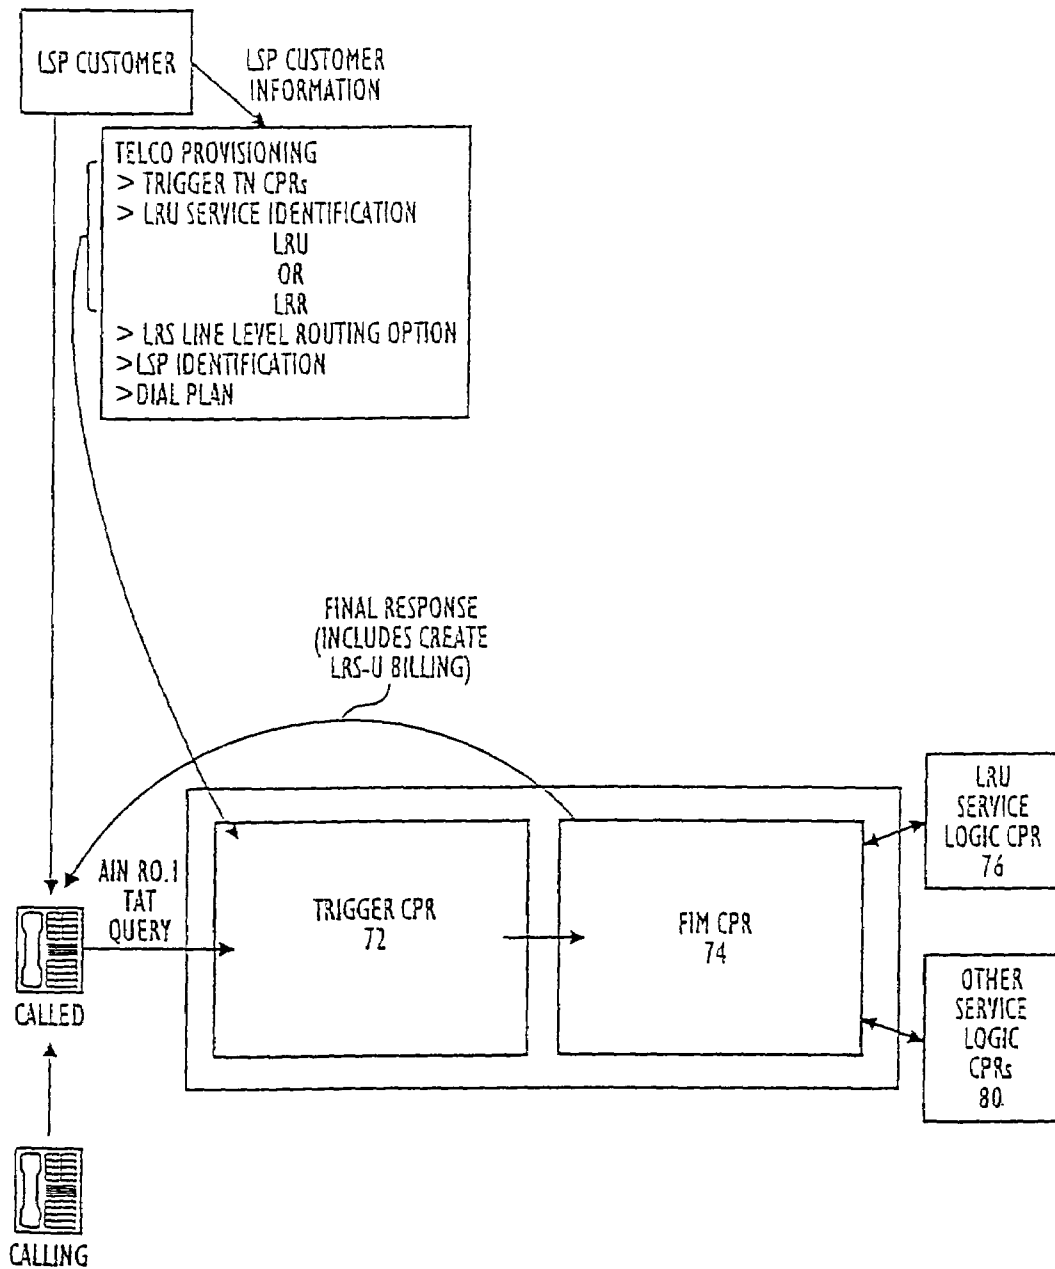 LSP CUSTOMER
LSP CUSTOMER
INFORMATION
TELCO PROVISIONING
> TRIGGER TN CPRs
> LRU SERVICE IDENTIFICATION
LRU
OR
LRR
> LRS LINE LEVEL ROUTING OPTION
>LSP IDENTIFICATION
>DIAL PLAN
FINAL RESPONSE
(INCLUDES CREATE
LRS-U BILLING)
AIN RO.1
TAT
QUERY
TRIGGER CPR
72
FIM CPR
74
LRU
SERVICE
LOGIC CPR
76
OTHER
SERVICE
LOGIC
CPRs
80
CALLED
CALLING